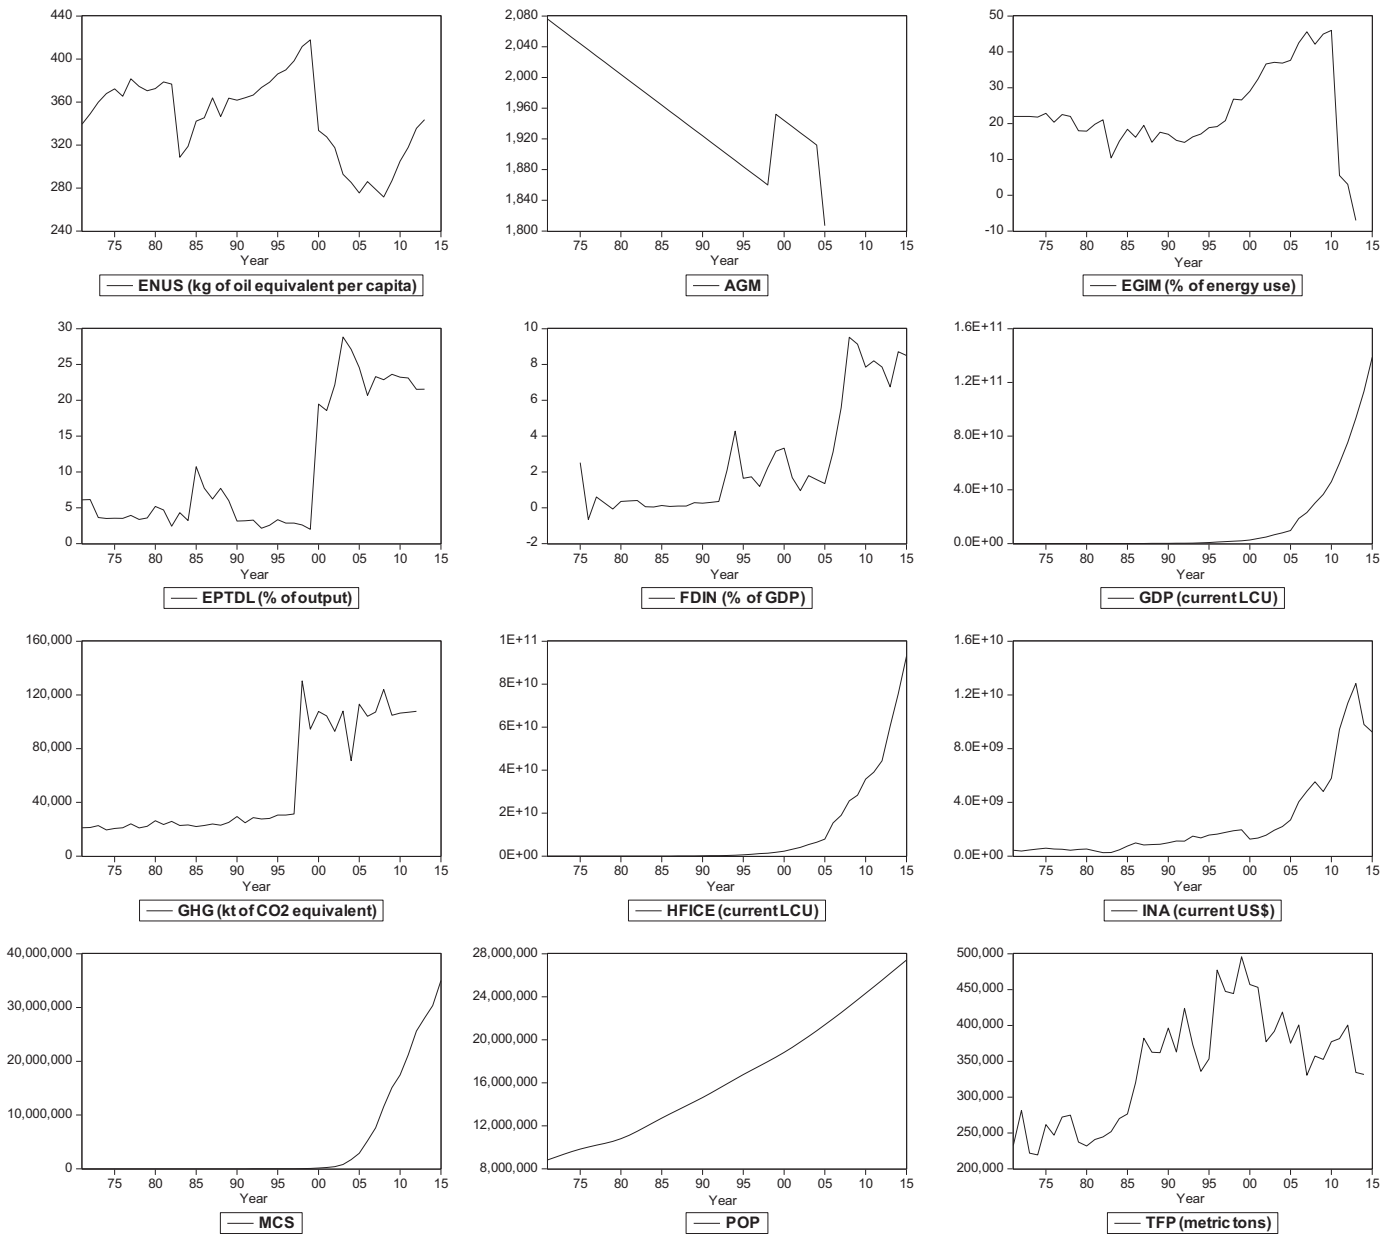 440
400
360
320
280
240
75 80 85 90 95 00 05 10 15
Year
ENUS (kg of oil equivalent per capita)
2,080
2,040
2,000
1,960
1,920
1,880
1,840
1,800
75 80 85 90 95 00 05 10 15
Year
AGM
50
40
30
20
10
0
-10
75 80 85 90 95 00 05 10 15
Year
EGIM (% of energy use)
30
25
20
15
10
5
0
75 80 85 90 95 00 05 10 15
Year
EPTDL (% of output)
10
8
6
4
2
0
-2
75 80 85 90 95 00 05 10 15
Year
FDIN (% of GDP)
1.6E+11
1.2E+11
8.0E+10
4.0E+10
0.0E+00
75 80 85 90 95 00 05 10 15
Year
GDP (current LCU)
160,000
120,000
80,000
40,000
0
75 80 85 90 95 00 05 10 15
Year
GHG (kt of CO2 equivalent)
1E+11
8E+10
6E+10
4E+10
2E+10
0E+00
75 80 85 90 95 00 05 10 15
Year
HFICE (current LCU)
1.6E+10
1.2E+10
8.0E+09
4.0E+09
0.0E+00
75 80 85 90 95 00 05 10 15
Year
INA (current US$)
40,000,000
30,000,000
20,000,000
10,000,000
0
75 80 85 90 95 00 05 10 15
Year
MCS
28,000,000
24,000,000
20,000,000
16,000,000
12,000,000
8,000,000
75 80 85 90 95 00 05 10 15
Year
POP
500,000
450,000
400,000
350,000
300,000
250,000
200,000
75 80 85 90 95 00 05 10 15
Year
TFP (metric tons)